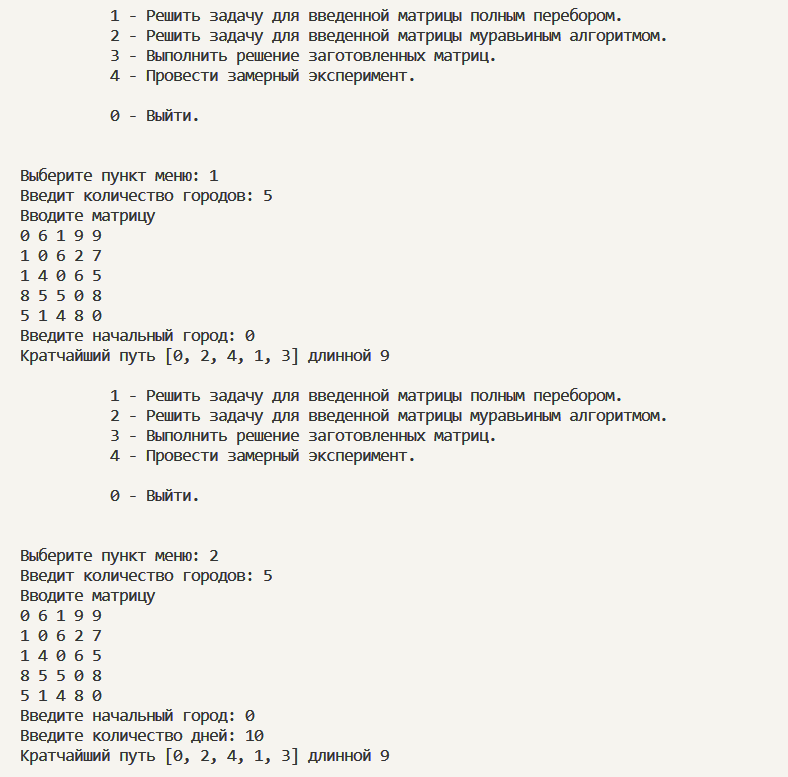 1 - Решить задачу для введенной матрицы полным перебором.
2 - Решить задачу для введенной матрицы муравьиным алгоритмом.
3 - Выполнить решение заготовленных матриц.
4 - Провести замерный эксперимент.
0 - Выйти.
Выберите пункт меню: 1
Введит количество городов: 5
Вводите матрицу
0 6 1 9 9
1 0 6 2 7
1 4 0 6 5
8 5 5 0 8
5 1 4 8 0
Введите начальный город: 0
Кратчайший путь [0, 2, 4, 1, 3] длинной 9
1 - Решить задачу для введенной матрицы полным перебором.
2 - Решить задачу для введенной матрицы муравьиным алгоритмом.
3 - Выполнить решение заготовленных матриц.
4 - Провести замерный эксперимент.
0 - Выйти.
Выберите пункт меню: 2
Введит количество городов: 5
Вводите матрицу
0 6 1 9 9
1 0 6 2 7
1 4 0 6 5
8 5 5 0 8
5 1 4 8 0
Введите начальный город: 0
Введите количество дней: 10
Кратчайший путь [0, 2, 4, 1, 3] длинной 9